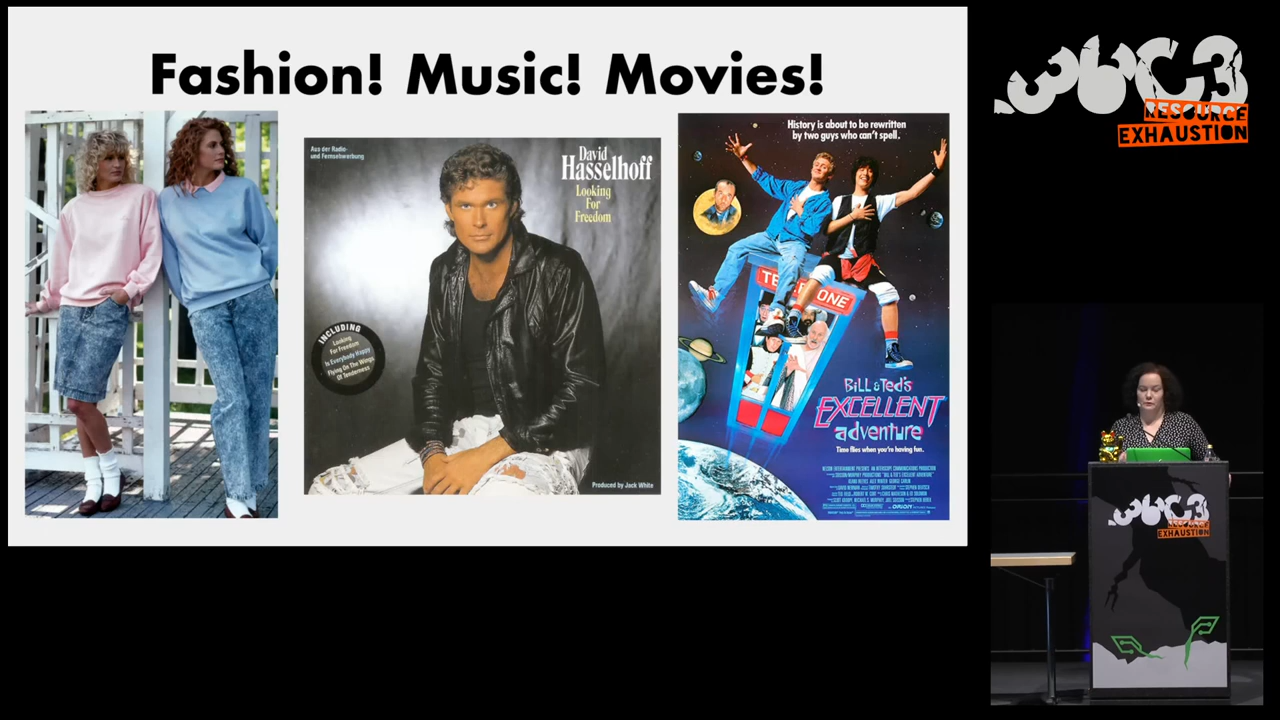 Fashion! Music! Movies!
Aus der Radio-
und Fernsehwerbung
David
Hasselhoff
Looking
For
Freedom
INCLUDING
Looking
For Freedom
Is Everybody Happy
Flying On The Wings
Of Tenderness
Produced by Jack White
History is about to be rewritten
by two guys who can't spell.
BILL & TED'S
EXCELLENT
adventure
Time flies when you're having fun.
ORION
36C3
RESOURCE
EXHAUSTION
36C3
RESOURCE
EXHAUSTION